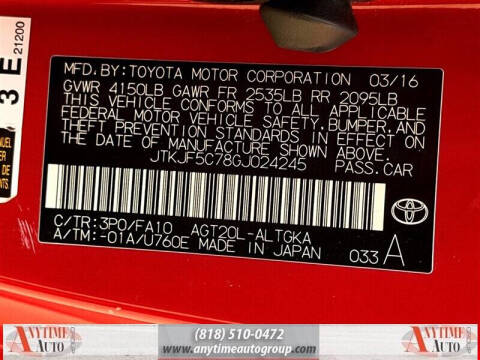 3 E
21200
MFD.BY: TOYOTA MOTOR CORPORATION 03/16
GVWR 4150LB GAWR FR 2535LB RR 2095LB
THIS VEHICLE CONFORMS TO ALL APPLICABLE
FEDERAL MOTOR VEHICLE SAFETY,BUMPER,AND
THEFT PREVENTION STANDARDS IN EFFECT ON
THE DATE OF MANUFACTURE SHOWN ABOVE.
JTKJF5C78GJ024245 PASS.CAR
C/TR:3P0/FA10 AGT20L-ALTGKA
A/TM:-01A/U760E MADE IN JAPAN 033 A
TOYOTA
ANYTIME AUTO
(818) 510-0472
www.anytimeautogroup.com
ANYTIME AUTO